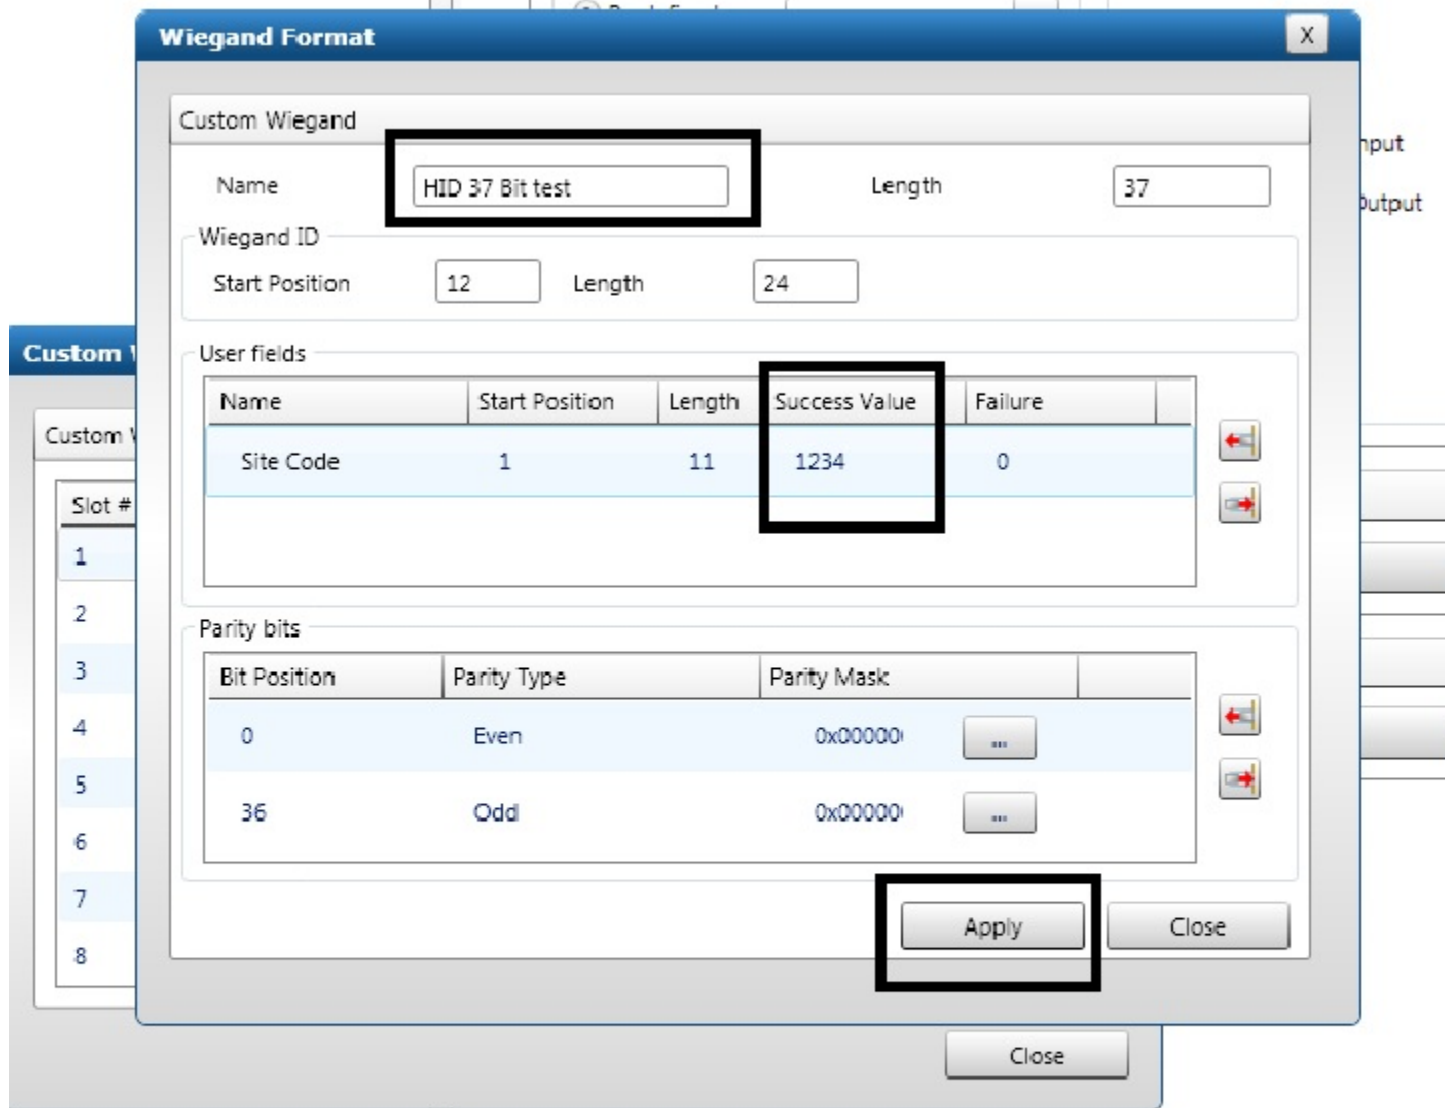 Wiegand Format X
Custom Wiegand
Name HID 37 Bit test Length 37
Wiegand ID
Start Position 12 Length 24
User fields
Name Start Position Length Success Value Failure
Site Code 1 11 1234 0
Parity bits
Bit Position Parity Type Parity Mask
0 Even 0x00000 ...
36 Odd 0x00000 ...
Apply Close
Custom
Custom
Slot #
1
2
3
4
5
6
7
8
Close
nput
Output